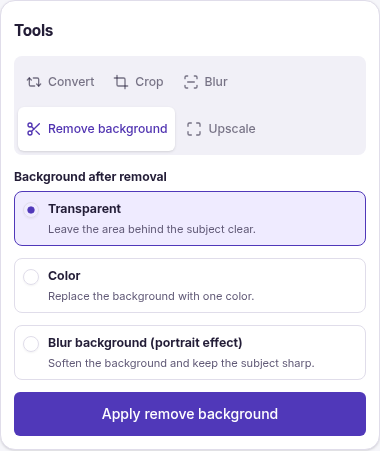 Tools
Convert Crop Blur
Remove background Upscale
Background after removal
Transparent
Leave the area behind the subject clear.
Color
Replace the background with one color.
Blur background (portrait effect)
Soften the background and keep the subject sharp.
Apply remove background